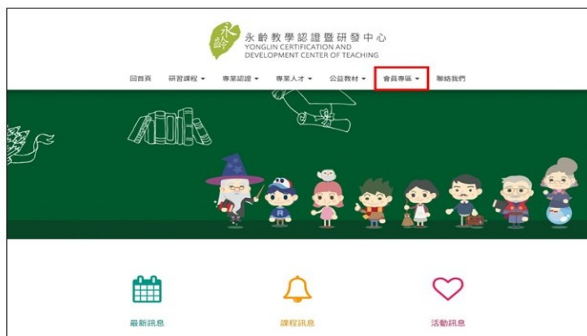 永齡
永齡教學認證暨研發中心
YONGLIN CERTIFICATION AND
DEVELOPMENT CENTER OF TEACHING
回首頁 研習課程 專業認證 專業人才 公益教材 會員專區 聯絡我們
R
最新訊息 課程訊息 活動訊息